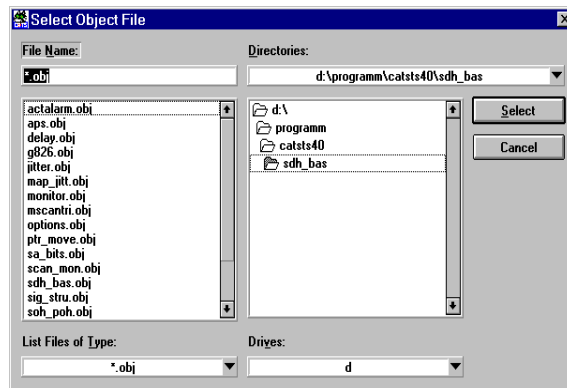 Select Object File
File Name:
*.obj
actalarm.obj
aps.obj
delay.obj
g826.obj
jitter.obj
map_jitt.obj
monitor.obj
mscantri.obj
options.obj
ptr_move.obj
sa_bits.obj
scan_mon.obj
sdh_bas.obj
sig_stru.obj
soh_poh.obj
List Files of Type:
*.obj
Directories:
d:\programm\catsts40\sdh_bas
d:\
programm
catsts40
sdh_bas
Drives:
d
Select
Cancel